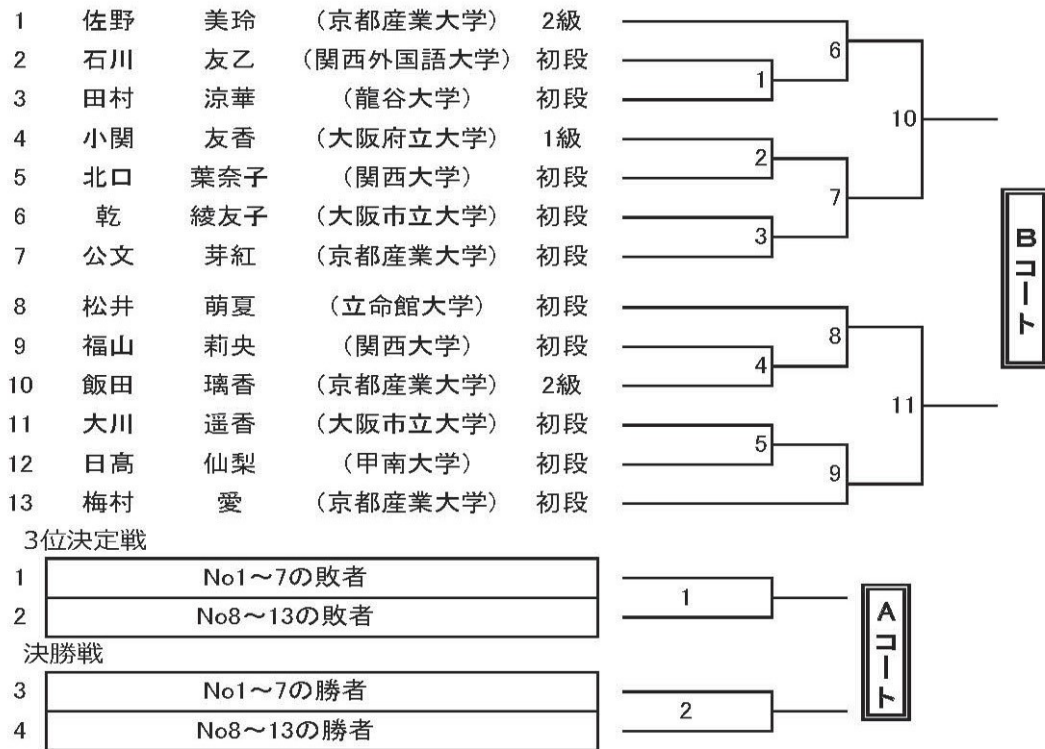 1 佐野 美玲 （京都産業大学） 2級
2 石川 友乙 （関西外国語大学） 初段
3 田村 涼華 （龍谷大学） 初段
4 小関 友香 （大阪府立大学） 1級
5 北口 葉奈子 （関西大学） 初段
6 乾 綾友子 （大阪市立大学） 初段
7 公文 芽紅 （京都産業大学） 初段
8 松井 萌夏 （立命館大学） 初段
9 福山 莉央 （関西大学） 初段
10 飯田 璃香 （京都産業大学） 2級
11 大川 遥香 （大阪市立大学） 初段
12 日髙 仙梨 （甲南大学） 初段
13 梅村 愛 （京都産業大学） 初段
6
1
10
2
7
3
8
4
11
5
9
Bコート
3位決定戦
1 No1～7の敗者
2 No8～13の敗者
1
決勝戦
3 No1～7の勝者
4 No8～13の勝者
2
Aコート